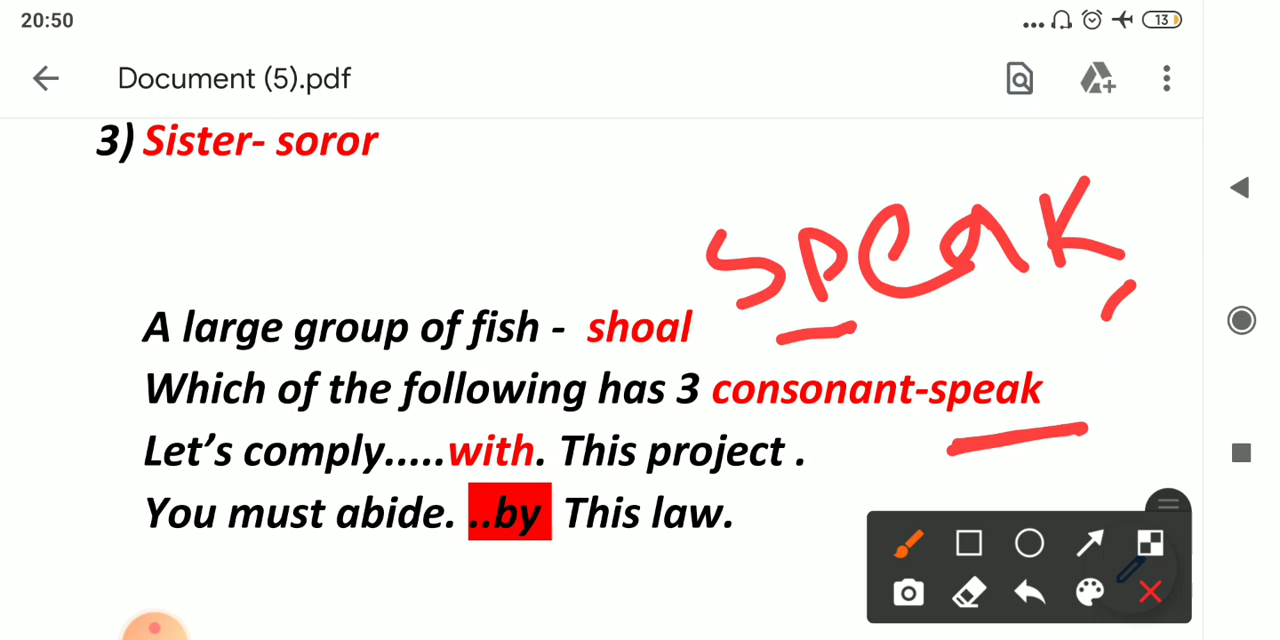 20:50
13
Document (5).pdf
3) Sister- soror
speak,
A large group of fish - shoal
Which of the following has 3 consonant-speak
Let's comply.....with. This project .
You must abide. ..by This law.